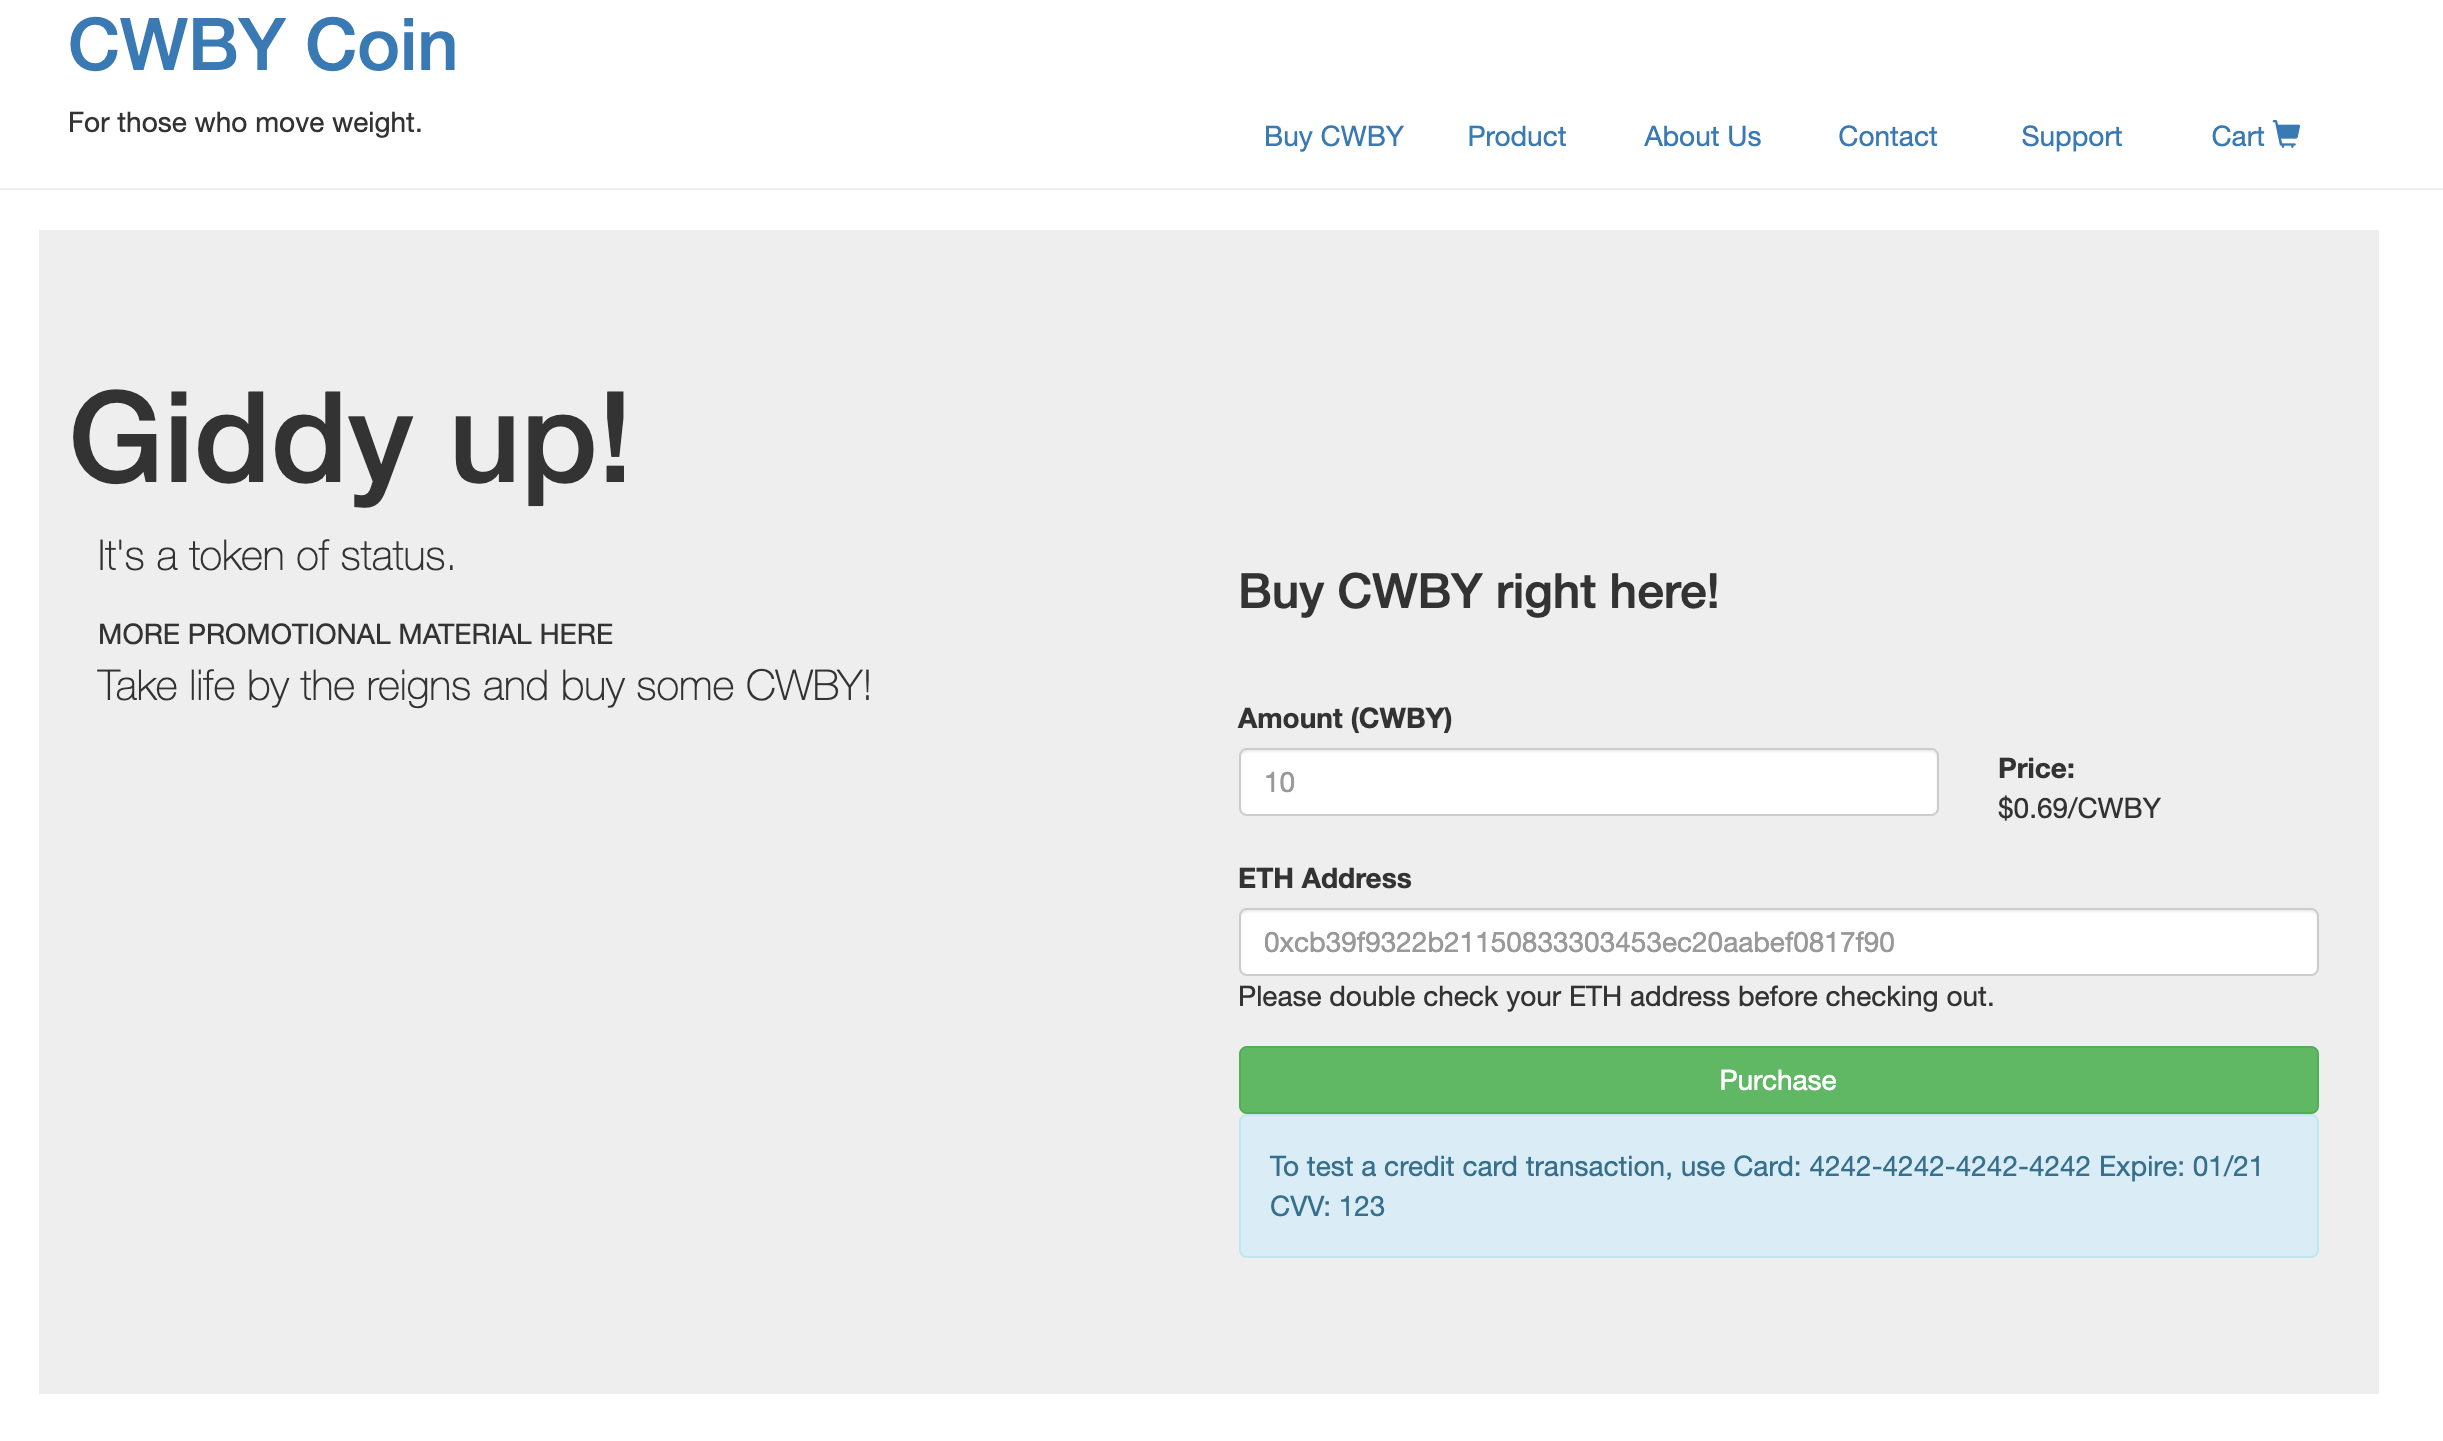 CWBY Coin
For those who move weight.
Buy CWBY Product About Us Contact Support Cart
Giddy up!
It's a token of status.
MORE PROMOTIONAL MATERIAL HERE
Take life by the reigns and buy some CWBY!
Buy CWBY right here!
Amount (CWBY)
10
Price:
$0.69/CWBY
ETH Address
0xcb39f9322b21150833303453ec20aabef0817f90
Please double check your ETH address before checking out.
Purchase
To test a credit card transaction, use Card: 4242-4242-4242-4242 Expire: 01/21
CVV: 123